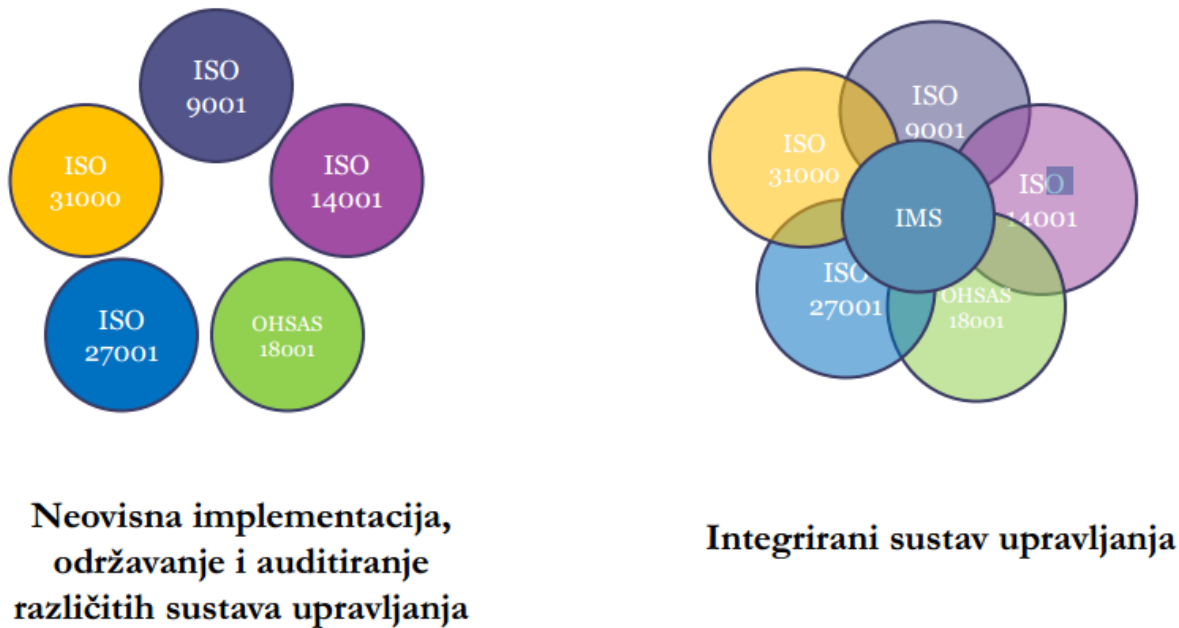 ISO
9001
ISO
31000
ISO
14001
ISO
27001
OHSAS
18001
Neovisna implementacija,
održavanje i auditiranje
različitih sustava upravljanja
ISO
9001
ISO
31000
ISO
14001
IMS
ISO
27001
OHSAS
18001
Integrirani sustav upravljanja